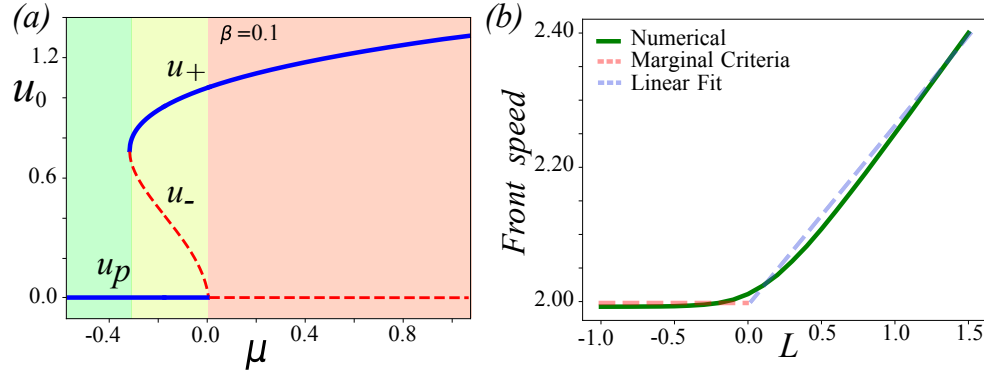 (a)
β=0.1
1.2
u+
u0
0.6
u-
up
0.0
-0.4
0.0
0.4
0.8
μ
(b)
2.40
Numerical
Marginal Criteria
Linear Fit
Front speed
2.20
2.00
-1.0
-0.5
0.0
0.5
1.0
1.5
L